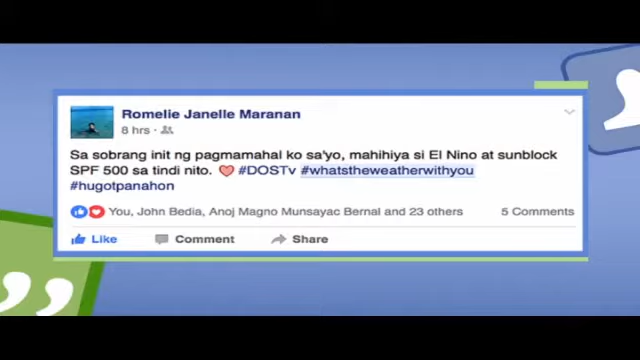 Romelie Janelle Maranan
8 hrs ·
Sa sobrang init ng pagmamahal ko sa'yo, mahihiya si El Nino at sunblock
SPF 500 sa tindi nito. #DOSTv #whatstheweatherwithyou
#hugotpanahon
You, John Bedia, Anoj Magno Munsayac Bernal and 23 others 5 Comments
Like Comment Share